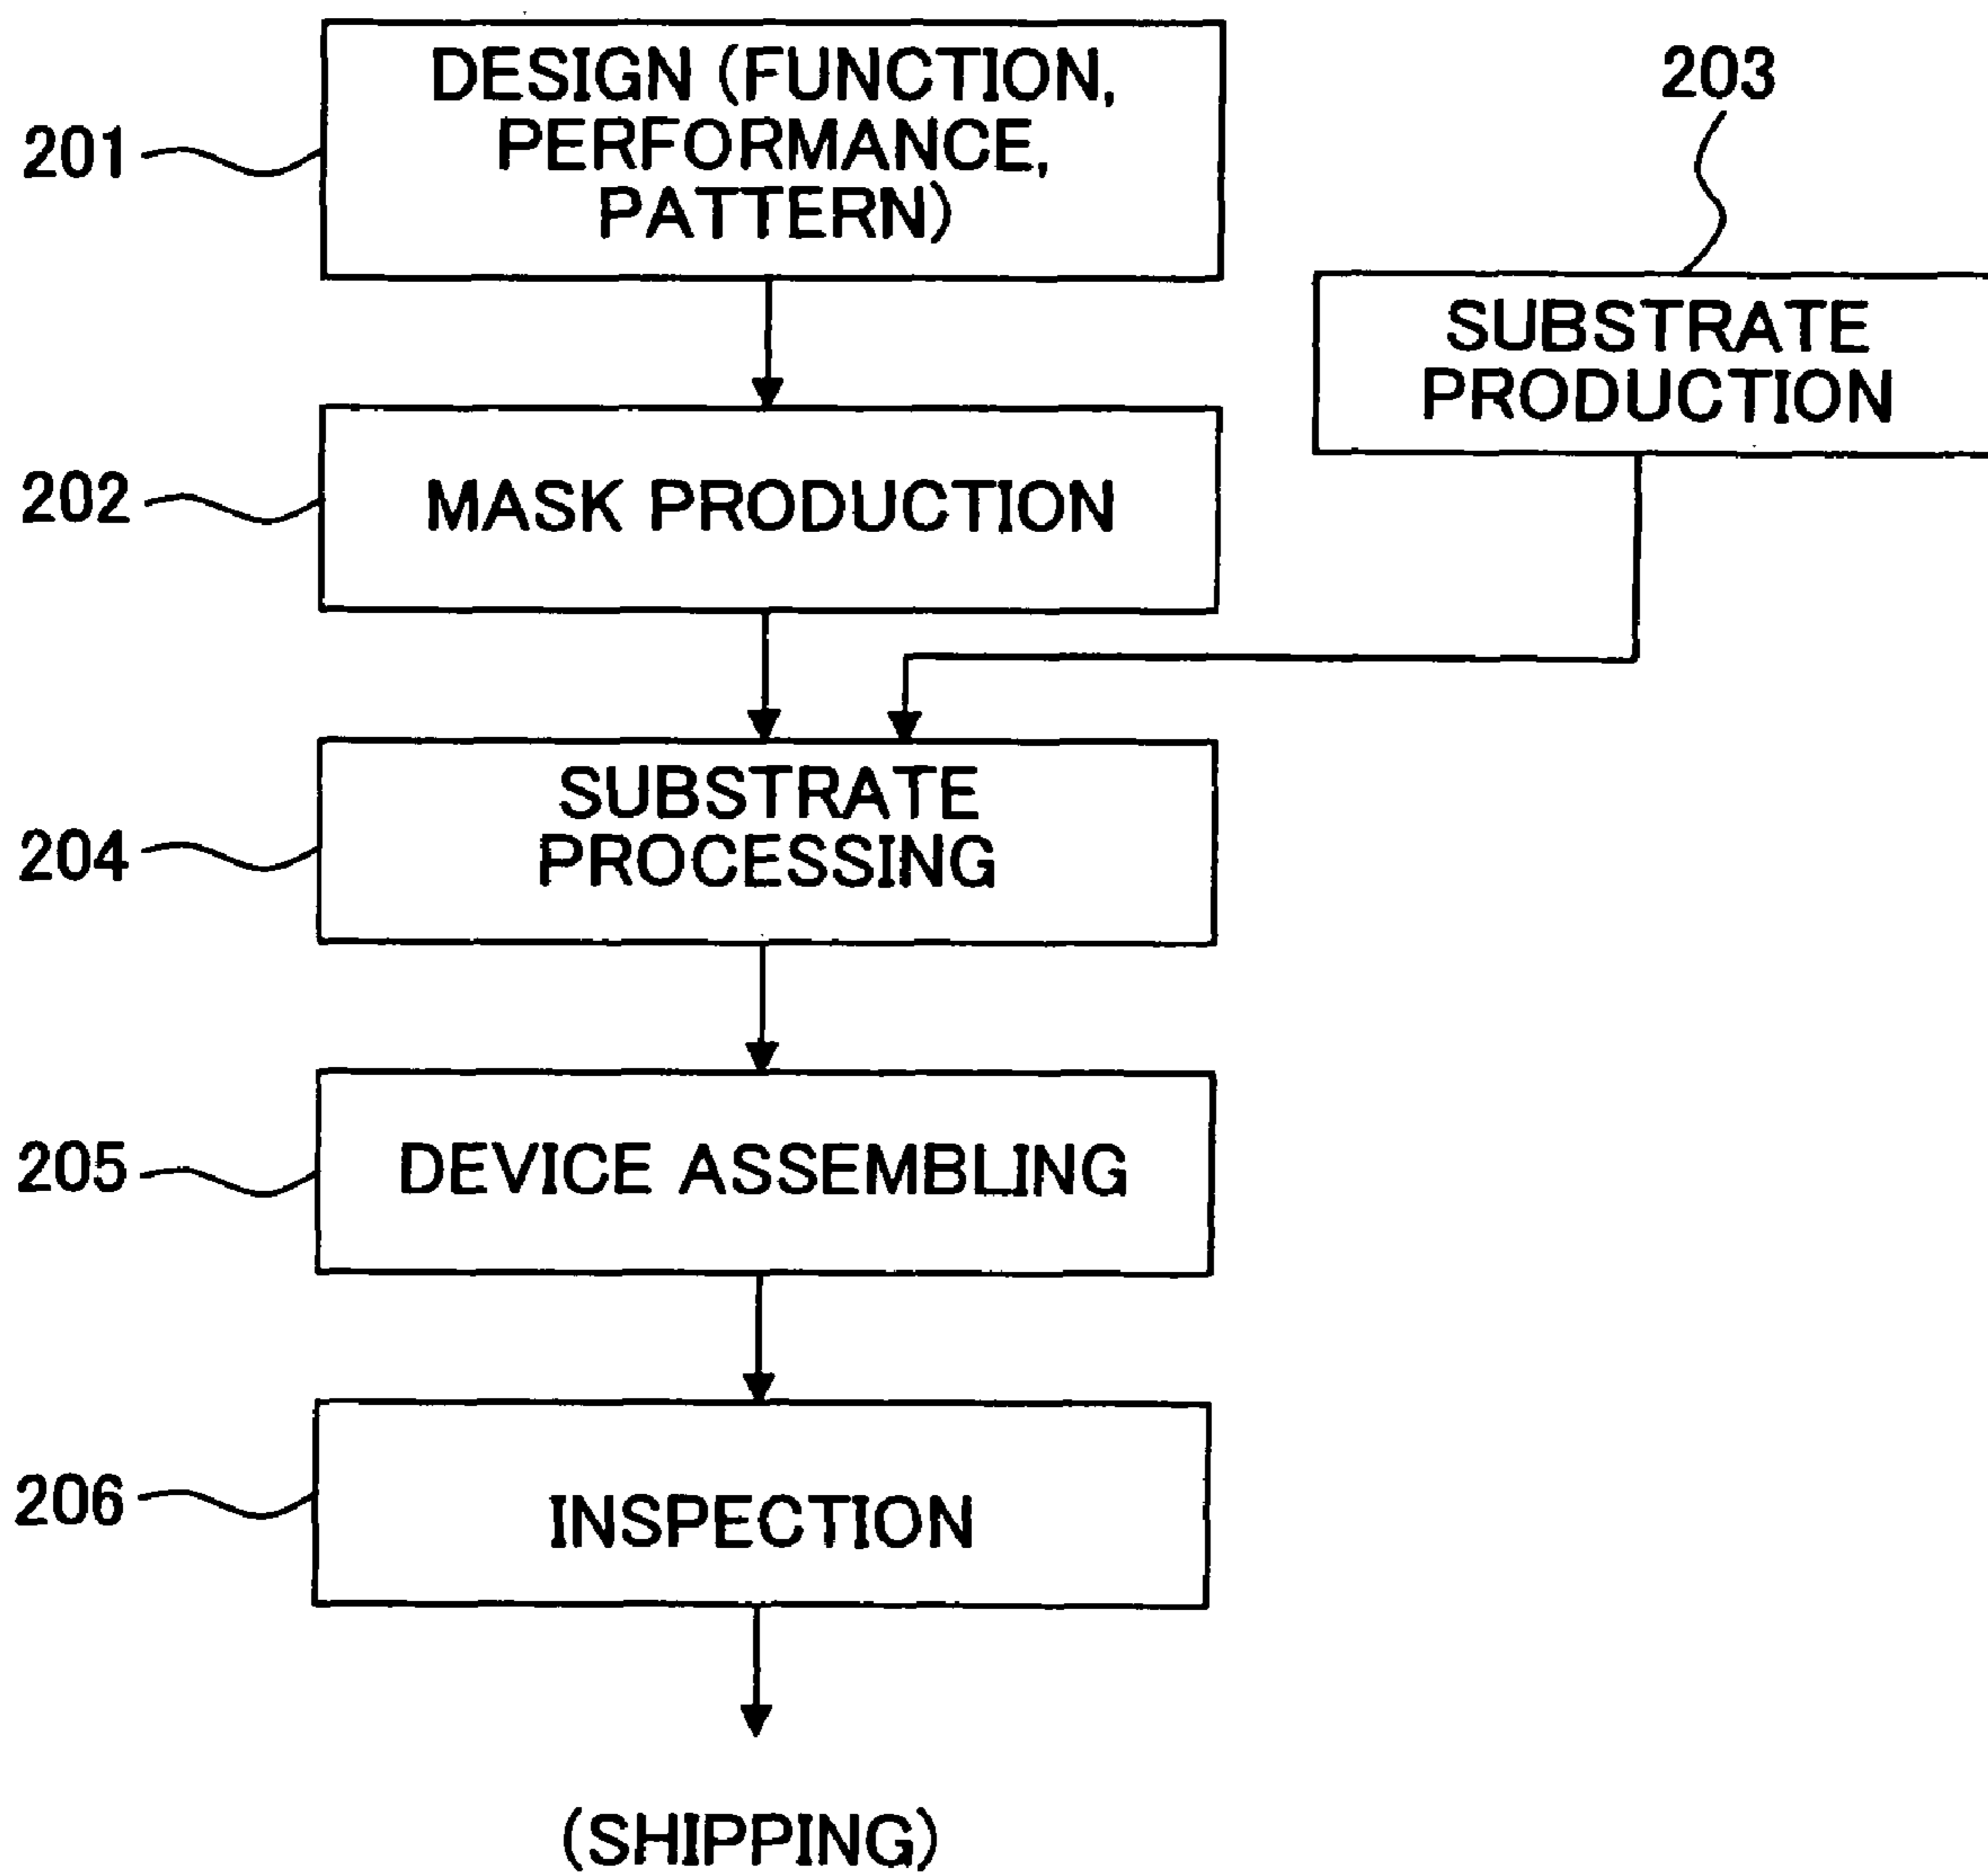 DESIGN (FUNCTION,
PERFORMANCE,
PATTERN)
201
203
SUBSTRATE
PRODUCTION
202
MASK PRODUCTION
SUBSTRATE
PROCESSING
204
205
DEVICE ASSEMBLING
206
INSPECTION
(SHIPPING)